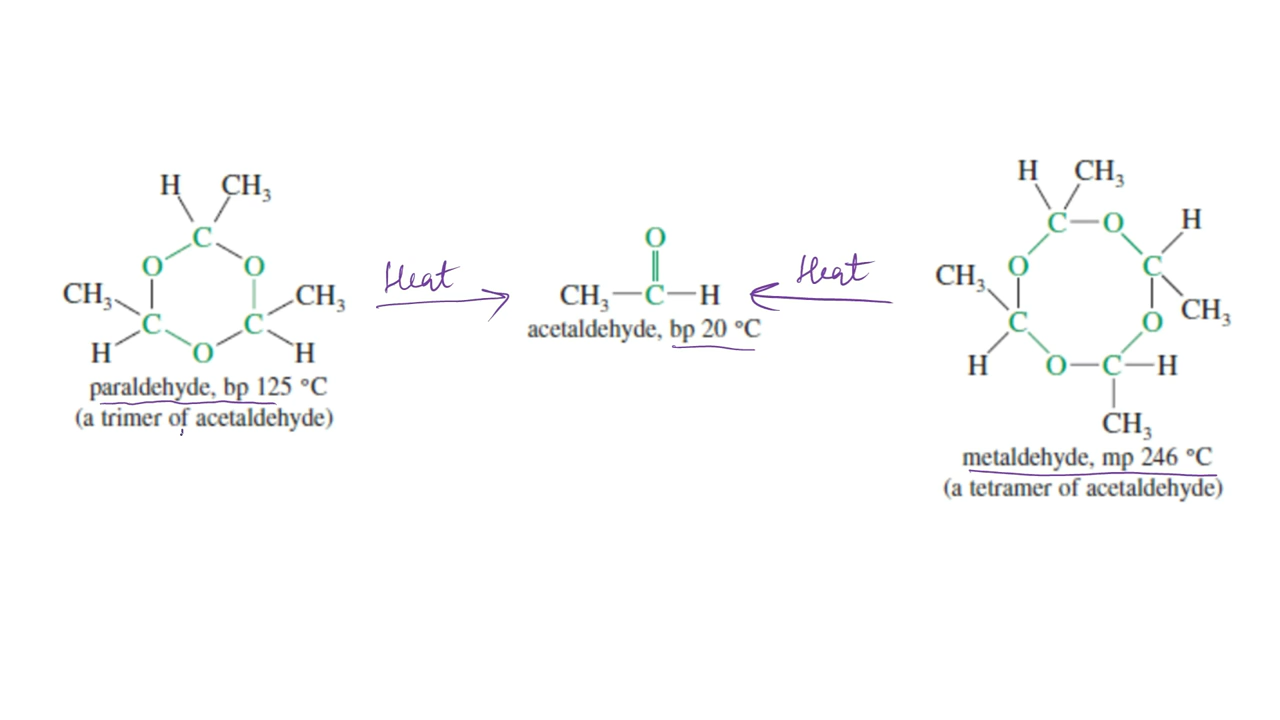 H CH₃
C
O O
CH₃ CH₃
C C
H O H
paraldehyde, bp 125 °C
(a trimer of acetaldehyde)
Heat
O
CH₃—C—H
acetaldehyde, bp 20 °C
Heat
H CH₃
C—O H
CH₃ O C
C O CH₃
H O—C—H
CH₃
metaldehyde, mp 246 °C
(a tetramer of acetaldehyde)